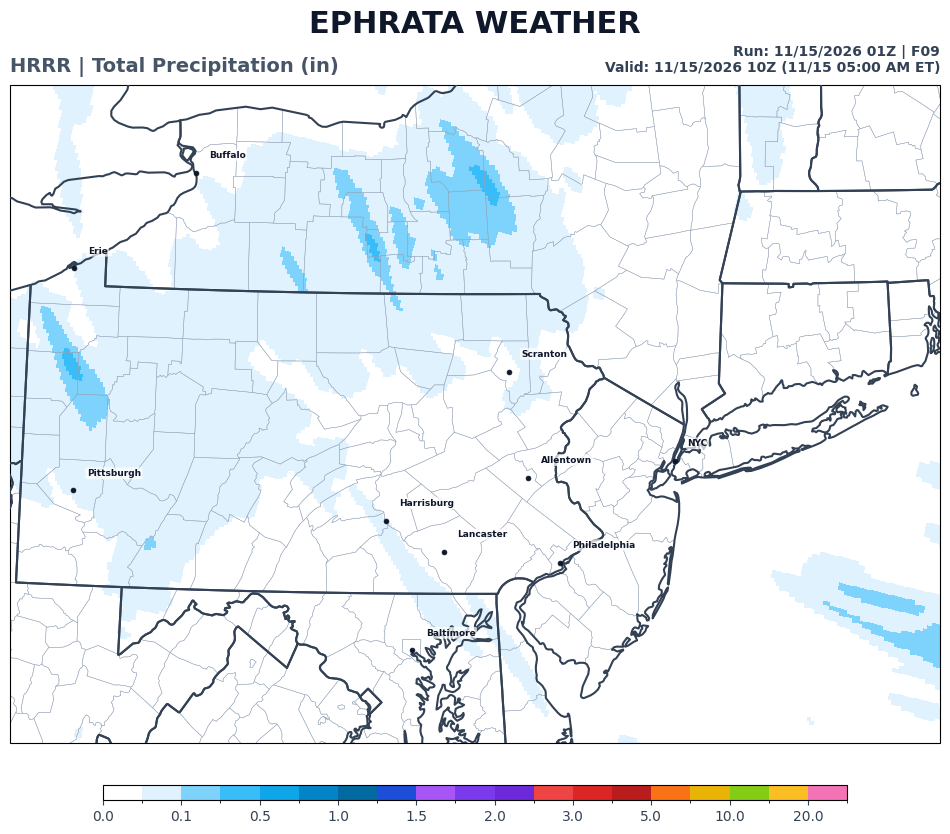 EPHRATA WEATHER
Run: 11/15/2026 01Z | F09
HRRR | Total Precipitation (in)
Valid: 11/15/2026 10Z (11/15 05:00 AM ET)
Buffalo
Erie
Scranton
NYC
Allentown
Pittsburgh
Harrisburg
Lancaster
Philadelphia
Baltimore
0.0 0.1 0.5 1.0 1.5 2.0 3.0 5.0 10.0 20.0